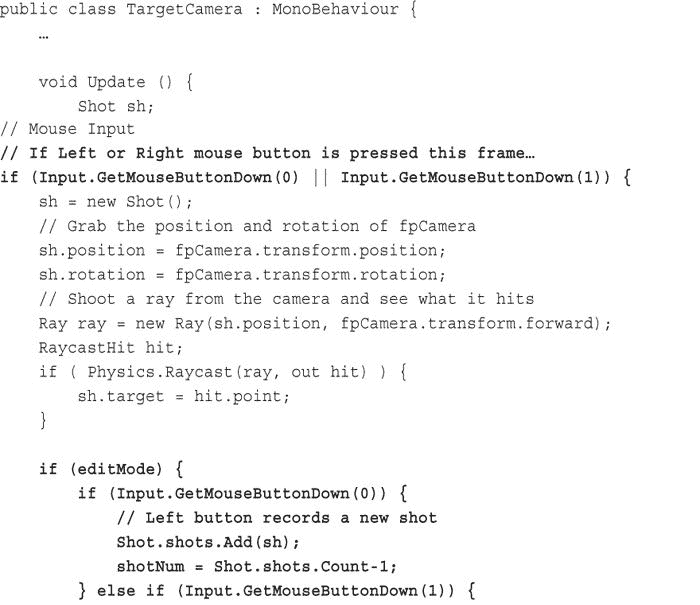 public class TargetCamera : MonoBehaviour {
    …
    void Update () {
        Shot sh;
// Mouse Input
// If Left or Right mouse button is pressed this frame…
if (Input.GetMouseButtonDown(0) || Input.GetMouseButtonDown(1)) {
    sh = new Shot();
    // Grab the position and rotation of fpCamera
    sh.position = fpCamera.transform.position;
    sh.rotation = fpCamera.transform.rotation;
    // Shoot a ray from the camera and see what it hits
    Ray ray = new Ray(sh.position, fpCamera.transform.forward);
    RaycastHit hit;
    if ( Physics.Raycast(ray, out hit) ) {
        sh.target = hit.point;
    }
    if (editMode) {
        if (Input.GetMouseButtonDown(0)) {
            // Left button records a new shot
            Shot.shots.Add(sh);
            shotNum = Shot.shots.Count-1;
        } else if (Input.GetMouseButtonDown(1)) {